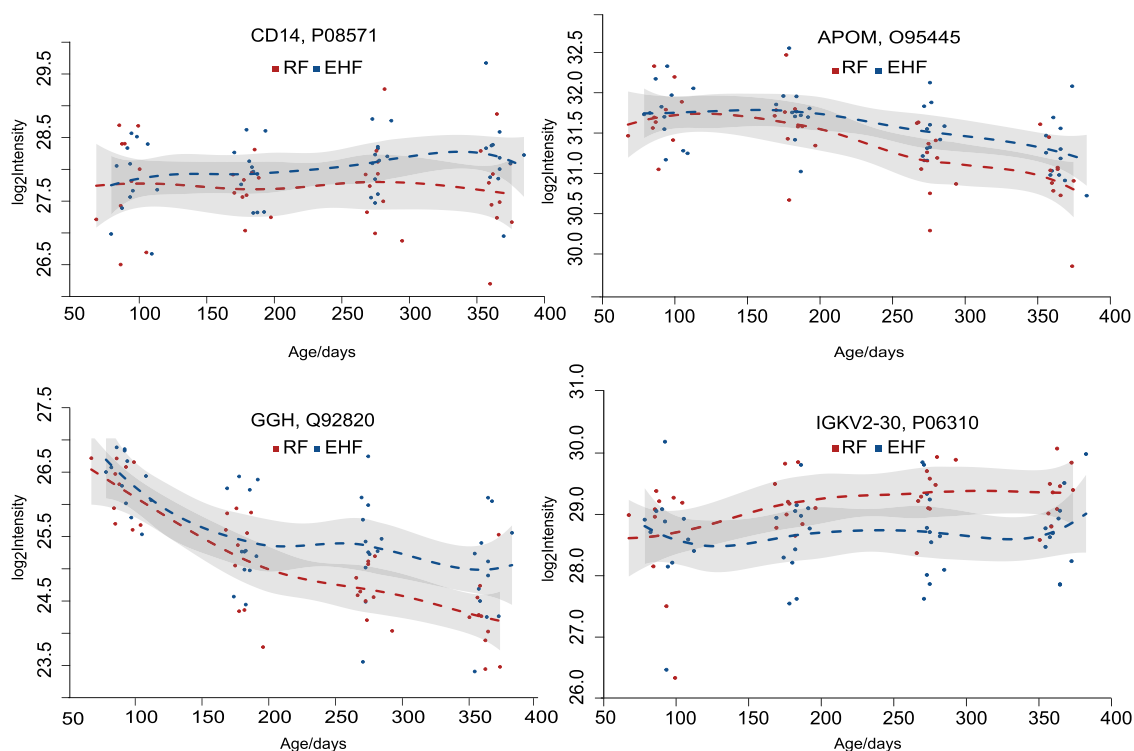 CD14, P08571
RF EHF
log2Intensity
29.5
28.5
27.5
26.5
50 100 150 200 250 300 350 400
Age/days
APOM, O95445
RF EHF
log2Intensity
32.5
32.0
31.5
31.0
30.5
30.0
50 100 150 200 250 300 350 400
Age/days
GGH, Q92820
RF EHF
log2Intensity
27.5
26.5
25.5
24.5
23.5
50 100 150 200 250 300 350 400
Age/days
IGKV2-30, P06310
RF EHF
log2Intensity
31.0
30.0
29.0
28.0
27.0
26.0
50 100 150 200 250 300 350 400
Age/days